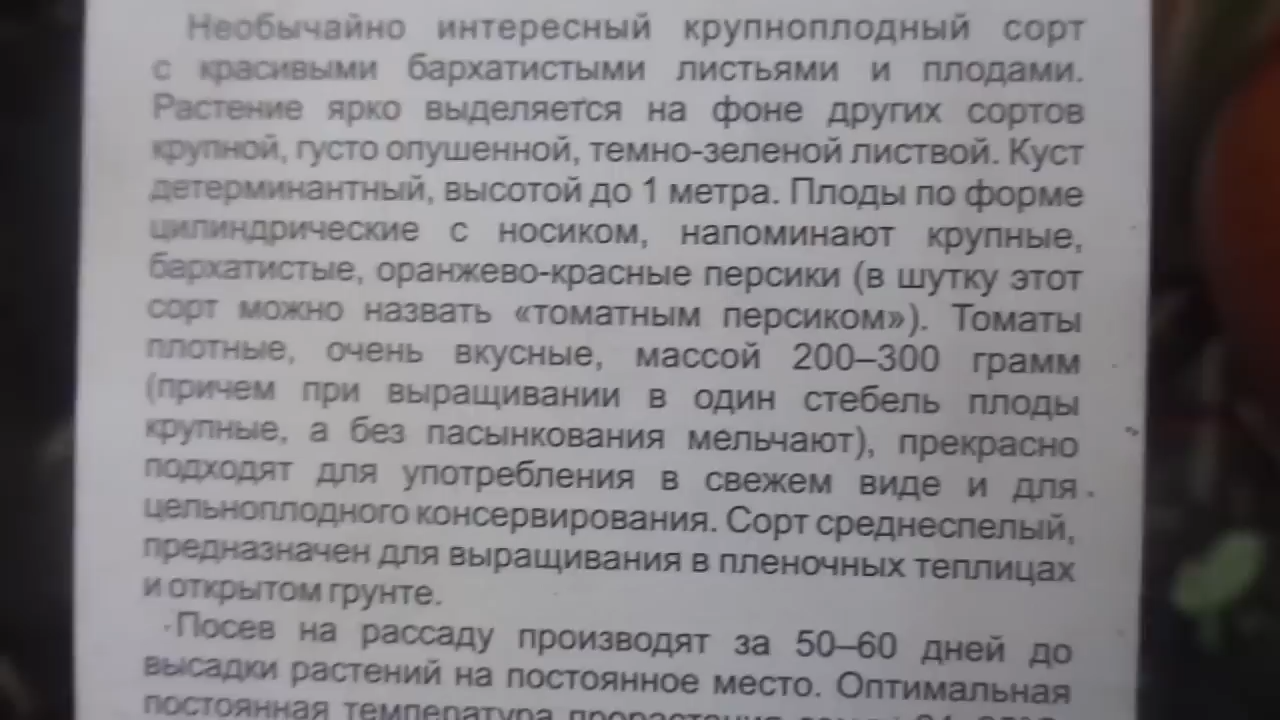 Необычайно интересный крупноплодный сорт
с красивыми бархатистыми листьями и плодами.
Растение ярко выделяется на фоне других сортов
крупной, густо опушенной, темно-зеленой листвой. Куст
детерминантный, высотой до 1 метра. Плоды по форме
цилиндрические с носиком, напоминают крупные,
бархатистые, оранжево-красные персики (в шутку этот
сорт можно назвать «томатным персиком»). Томаты
плотные, очень вкусные, массой 200–300 грамм
(причем при выращивании в один стебель плоды
крупные, а без пасынкования мельчают), прекрасно
подходят для употребления в свежем виде и для
цельноплодного консервирования. Сорт среднеспелый,
предназначен для выращивания в пленочных теплицах
и открытом грунте.
Посев на рассаду производят за 50–60 дней до
высадки растений на постоянное место. Оптимальная
постоянная температура